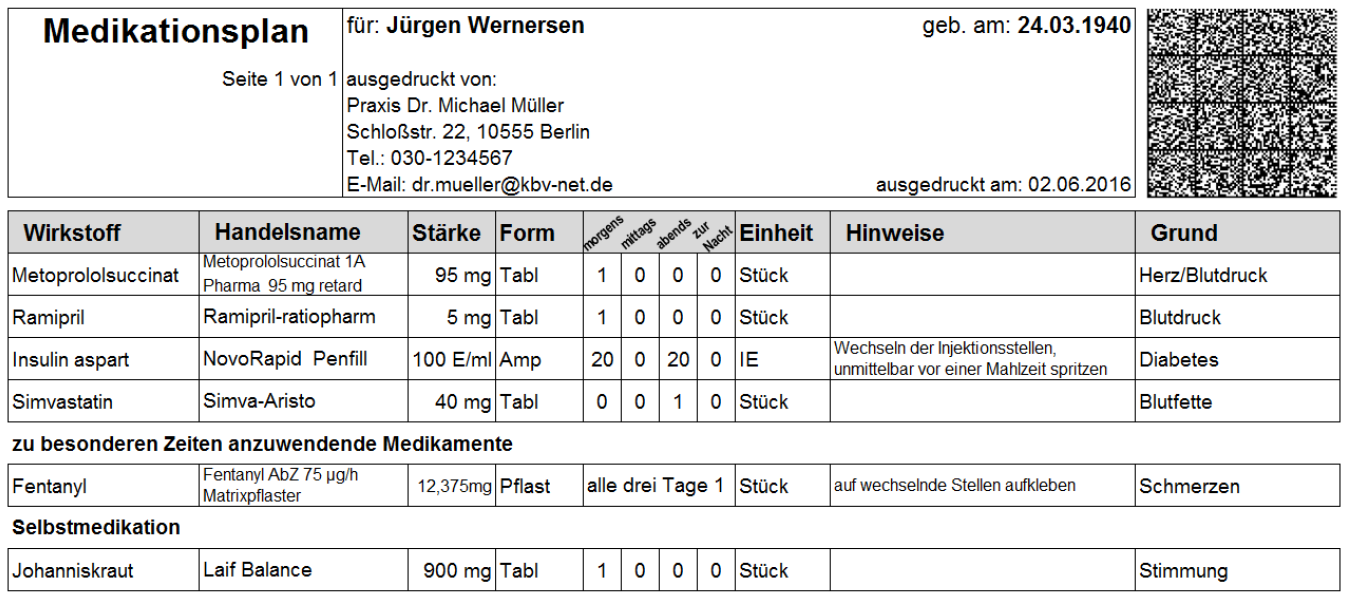 Medikationsplan
für: Jürgen Wernersen
geb. am: 24.03.1940
Seite 1 von 1
ausgedruckt von:
Praxis Dr. Michael Müller
Schloßstr. 22, 10555 Berlin
Tel.: 030-1234567
E-Mail: dr.mueller@kbv-net.de
ausgedruckt am: 02.06.2016
Wirkstoff Handelsname Stärke Form morgens mittags abends zur Nacht Einheit Hinweise Grund
Metoprololsuccinat Metoprololsuccinat 1A Pharma 95 mg retard 95 mg Tabl 1 0 0 0 Stück Herz/Blutdruck
Ramipril Ramipril-ratiopharm 5 mg Tabl 1 0 0 0 Stück Blutdruck
Insulin aspart NovoRapid Penfill 100 E/ml Amp 20 0 20 0 IE Wechseln der Injektionsstellen, unmittelbar vor einer Mahlzeit spritzen Diabetes
Simvastatin Simva-Aristo 40 mg Tabl 0 0 1 0 Stück Blutfette
zu besonderen Zeiten anzuwendende Medikamente
Fentanyl Fentanyl AbZ 75 µg/h Matrixpflaster 12,375mg Pflast alle drei Tage 1 Stück auf wechselnde Stellen aufkleben Schmerzen
Selbstmedikation
Johanniskraut Laif Balance 900 mg Tabl 1 0 0 0 Stück Stimmung